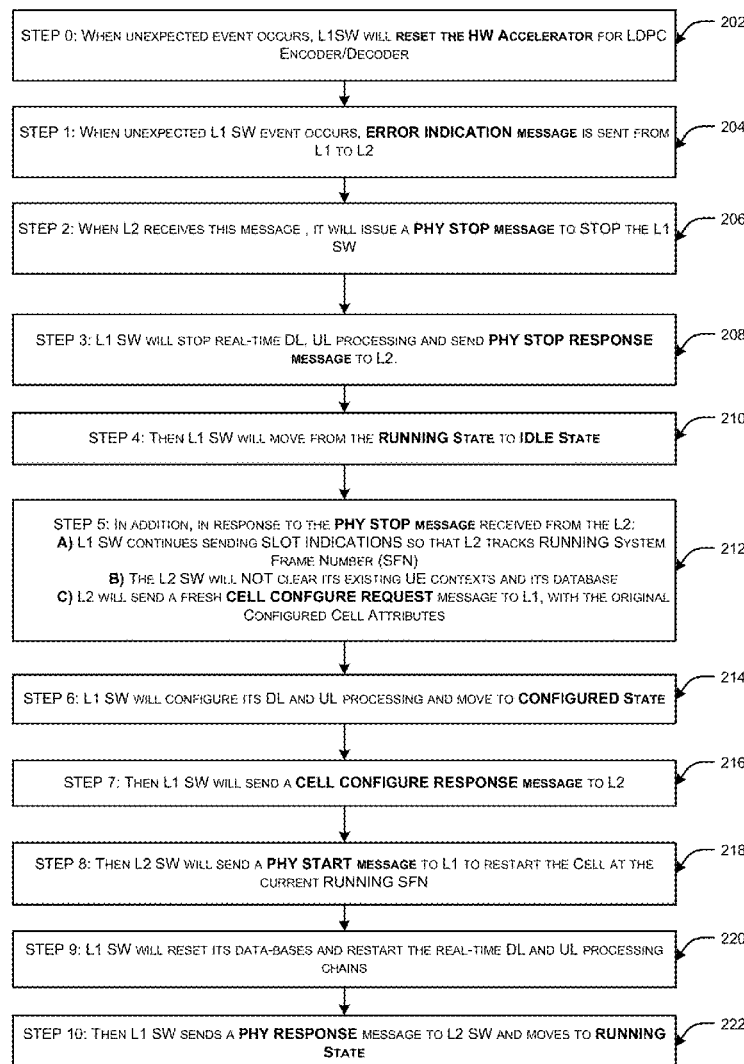 STEP 0: WHEN UNEXPECTED EVENT OCCURS, L1SW WILL RESET THE HW ACCELERATOR FOR LDPC
ENCODER/DECODER
202
STEP 1: WHEN UNEXPECTED L1 SW EVENT OCCURS, ERROR INDICATION MESSAGE IS SENT FROM
L1 TO L2
204
STEP 2: WHEN L2 RECEIVES THIS MESSAGE , IT WILL ISSUE A PHY STOP MESSAGE TO STOP THE L1
SW
206
STEP 3: L1 SW WILL STOP REAL-TIME DL, UL PROCESSING AND SEND PHY STOP RESPONSE
MESSAGE TO L2.
208
STEP 4: THEN L1 SW WILL MOVE FROM THE RUNNING STATE TO IDLE STATE
210
STEP 5: IN ADDITION, IN RESPONSE TO THE PHY STOP MESSAGE RECEIVED FROM THE L2:
A) L1 SW CONTINUES SENDING SLOT INDICATIONS SO THAT L2 TRACKS RUNNING SYSTEM
FRAME NUMBER (SFN)
B) THE L2 SW WILL NOT CLEAR ITS EXISTING UE CONTEXTS AND ITS DATABASE
C) L2 WILL SEND A FRESH CELL CONFGURE REQUEST MESSAGE TO L1, WITH THE ORIGINAL
CONFIGURED CELL ATTRIBUTES
212
STEP 6: L1 SW WILL CONFIGURE ITS DL AND UL PROCESSING AND MOVE TO CONFIGURED STATE
214
STEP 7: THEN L1 SW WILL SEND A CELL CONFIGURE RESPONSE MESSAGE TO L2
216
STEP 8: THEN L2 SW WILL SEND A PHY START MESSAGE TO L1 TO RESTART THE CELL AT THE
CURRENT RUNNING SFN
218
STEP 9: L1 SW WILL RESET ITS DATA-BASES AND RESTART THE REAL-TIME DL AND UL PROCESSING
CHAINS
220
STEP 10: THEN L1 SW SENDS A PHY RESPONSE MESSAGE TO L2 SW AND MOVES TO RUNNING
STATE
222